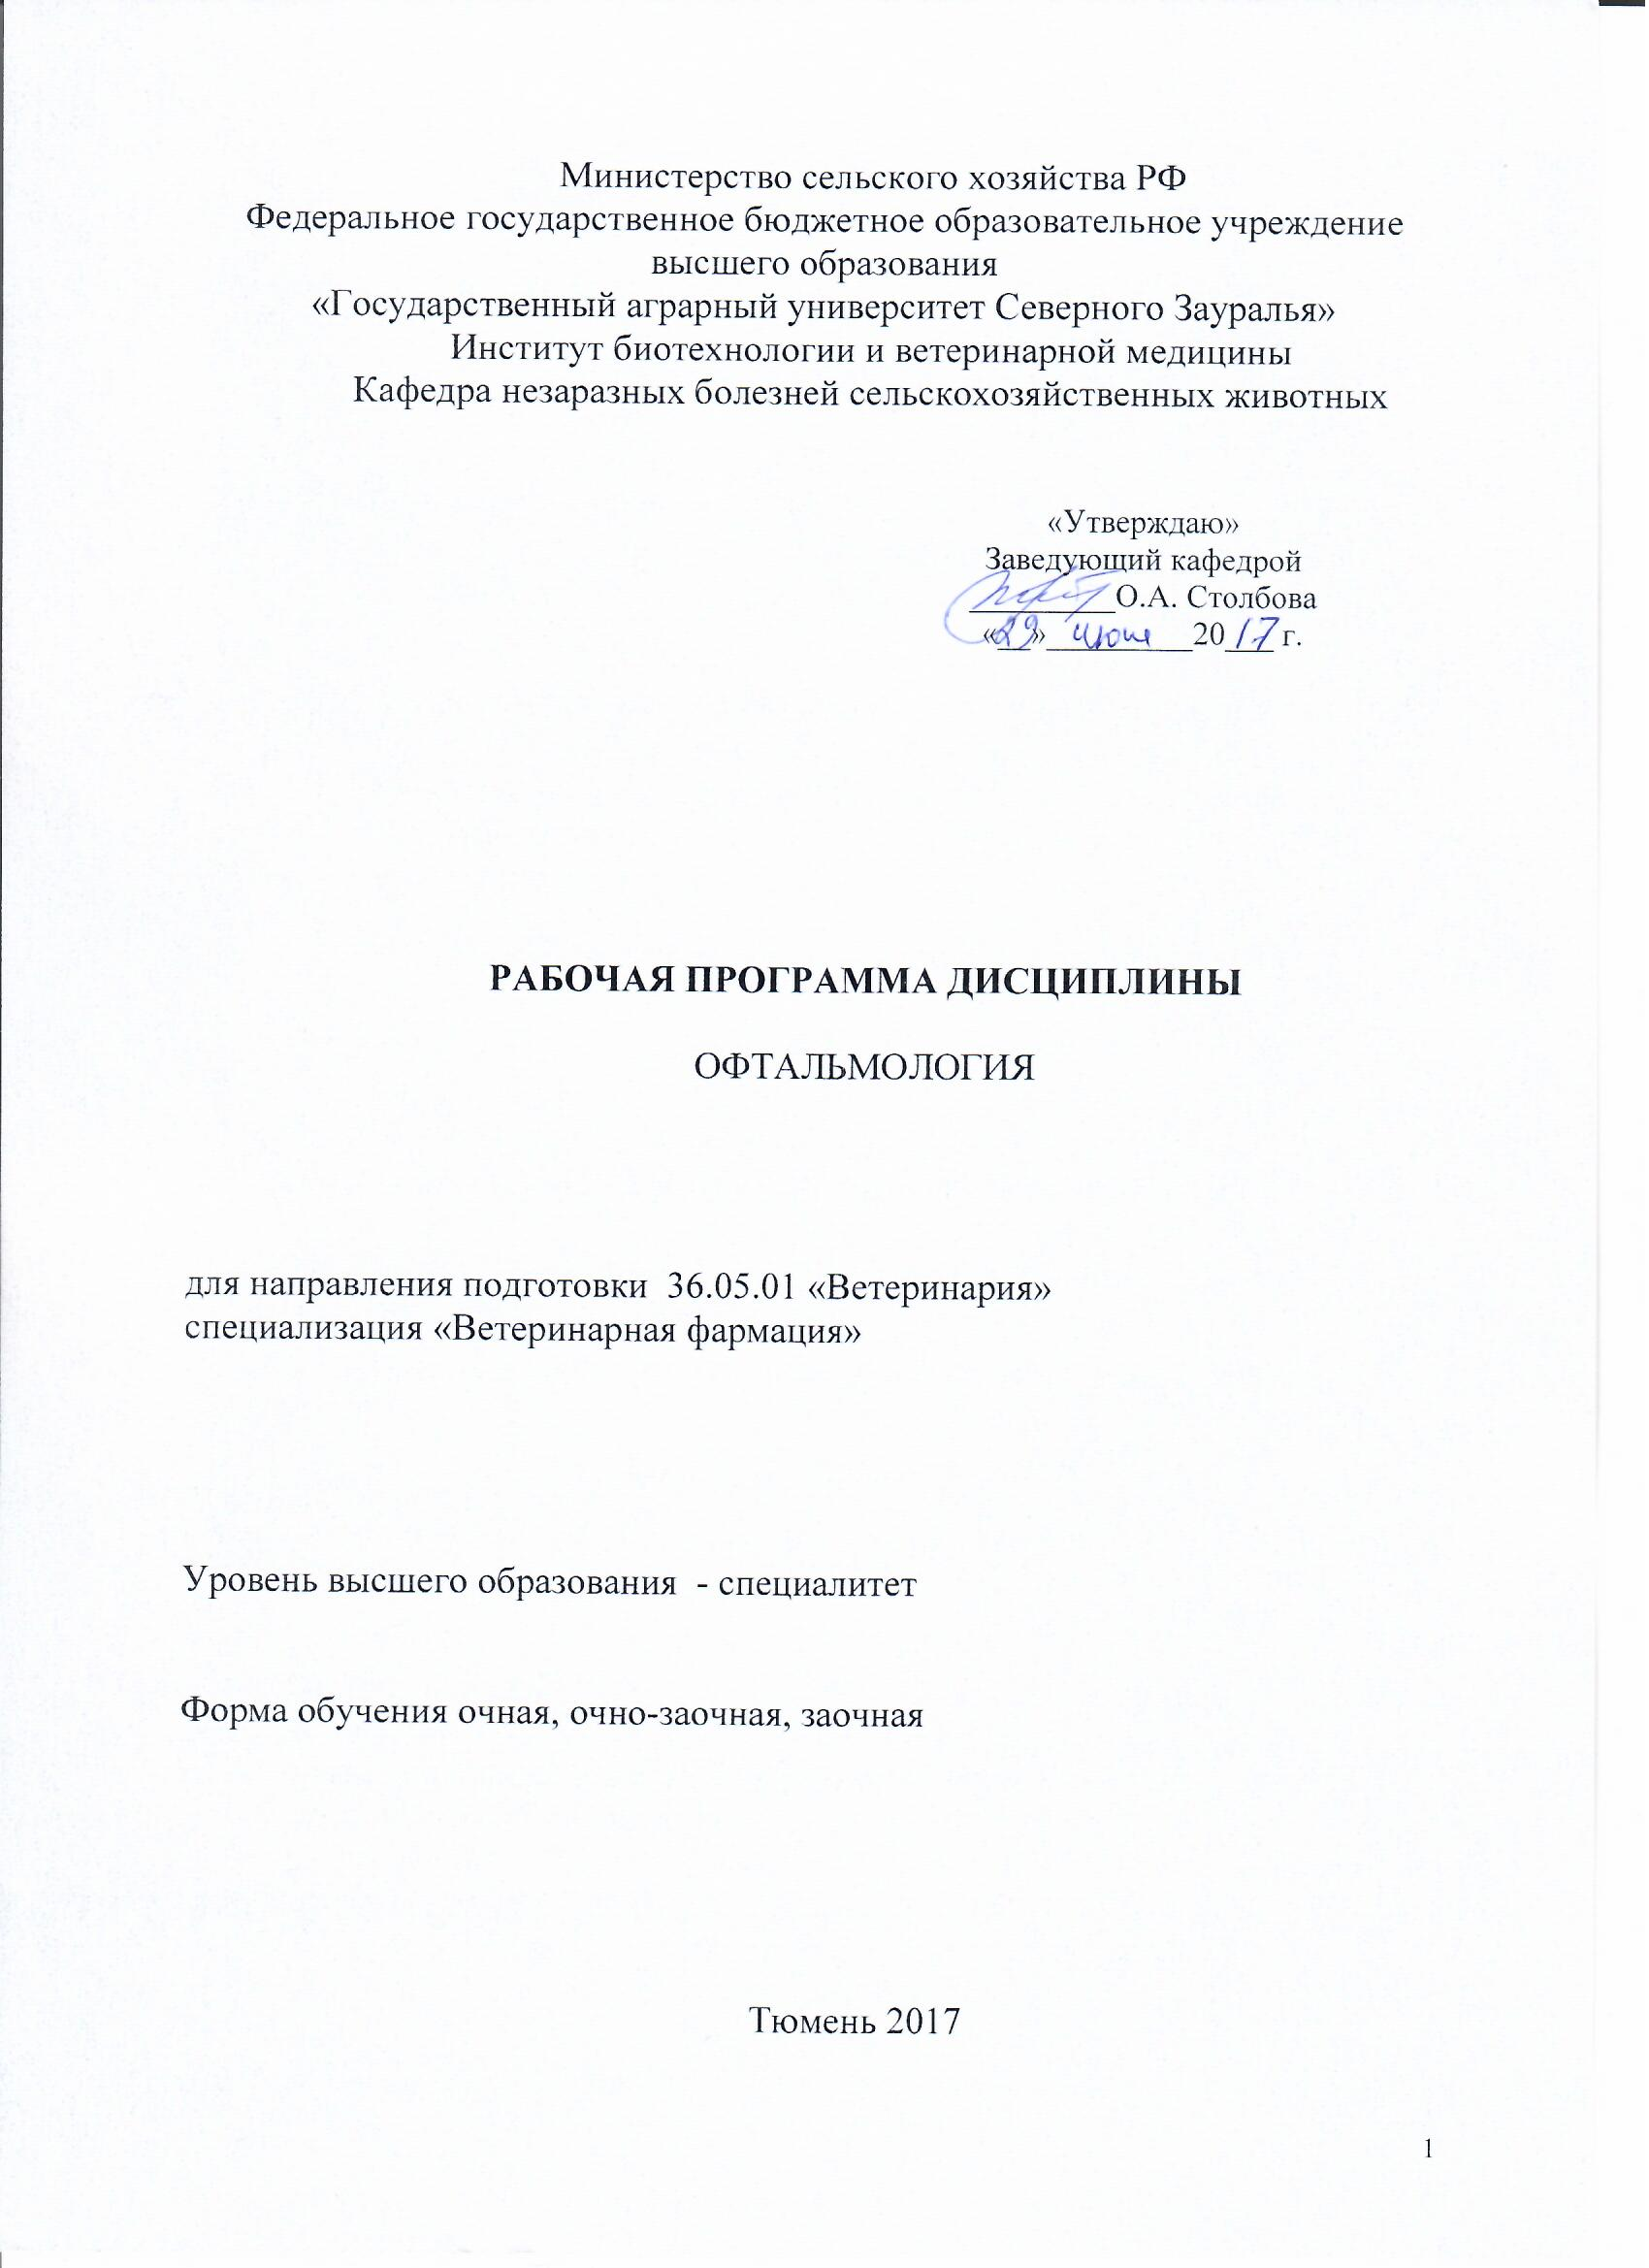 Министерство сельского хозяйства РФ
Федеральное государственное бюджетное образовательное учреждение
высшего образования
«Государственный аграрный университет Северного Зауралья»
Институт биотехнологии и ветеринарной медицины
Кафедра незаразных болезней сельскохозяйственных животных
«Утверждаю»
Заведующий кафедрой
О.А. Столбова
«29» июня 2017 г.
РАБОЧАЯ ПРОГРАММА ДИСЦИПЛИНЫ
ОФТАЛЬМОЛОГИЯ
для направления подготовки 36.05.01 «Ветеринария»
специализация «Ветеринарная фармация»
Уровень высшего образования - специалитет
Форма обучения очная, очно-заочная, заочная
Тюмень 2017
1